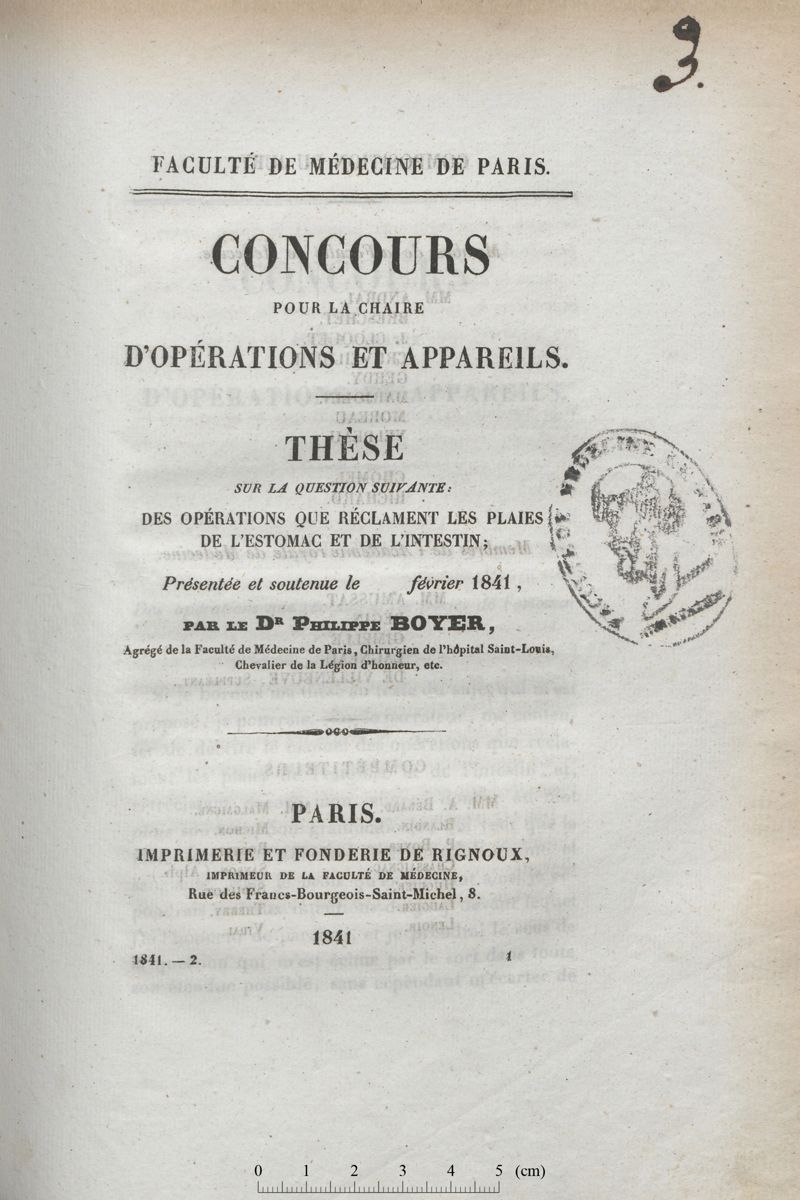 3.
FACULTÉ DE MÉDECINE DE PARIS.
CONCOURS
POUR LA CHAIRE
D'OPÉRATIONS ET APPAREILS.
THÈSE
SUR LA QUESTION SUIVANTE:
DES OPÉRATIONS QUE RÉCLAMENT LES PLAIES
DE L'ESTOMAC ET DE L'INTESTIN;
Présentée et soutenue le février 1841,
PAR LE DR PHILIPPE BOYER,
Agrégé de la Faculté de Médecine de Paris, Chirurgien de l'hôpital Saint-Louis,
Chevalier de la Légion d'honneur, etc.
PARIS.
IMPRIMERIE ET FONDERIE DE RIGNOUX,
IMPRIMEUR DE LA FACULTÉ DE MÉDECINE,
Rue des Francs-Bourgeois-Saint-Michel, 8.
1841
1841. — 2. 1
0 1 2 3 4 5 (cm)